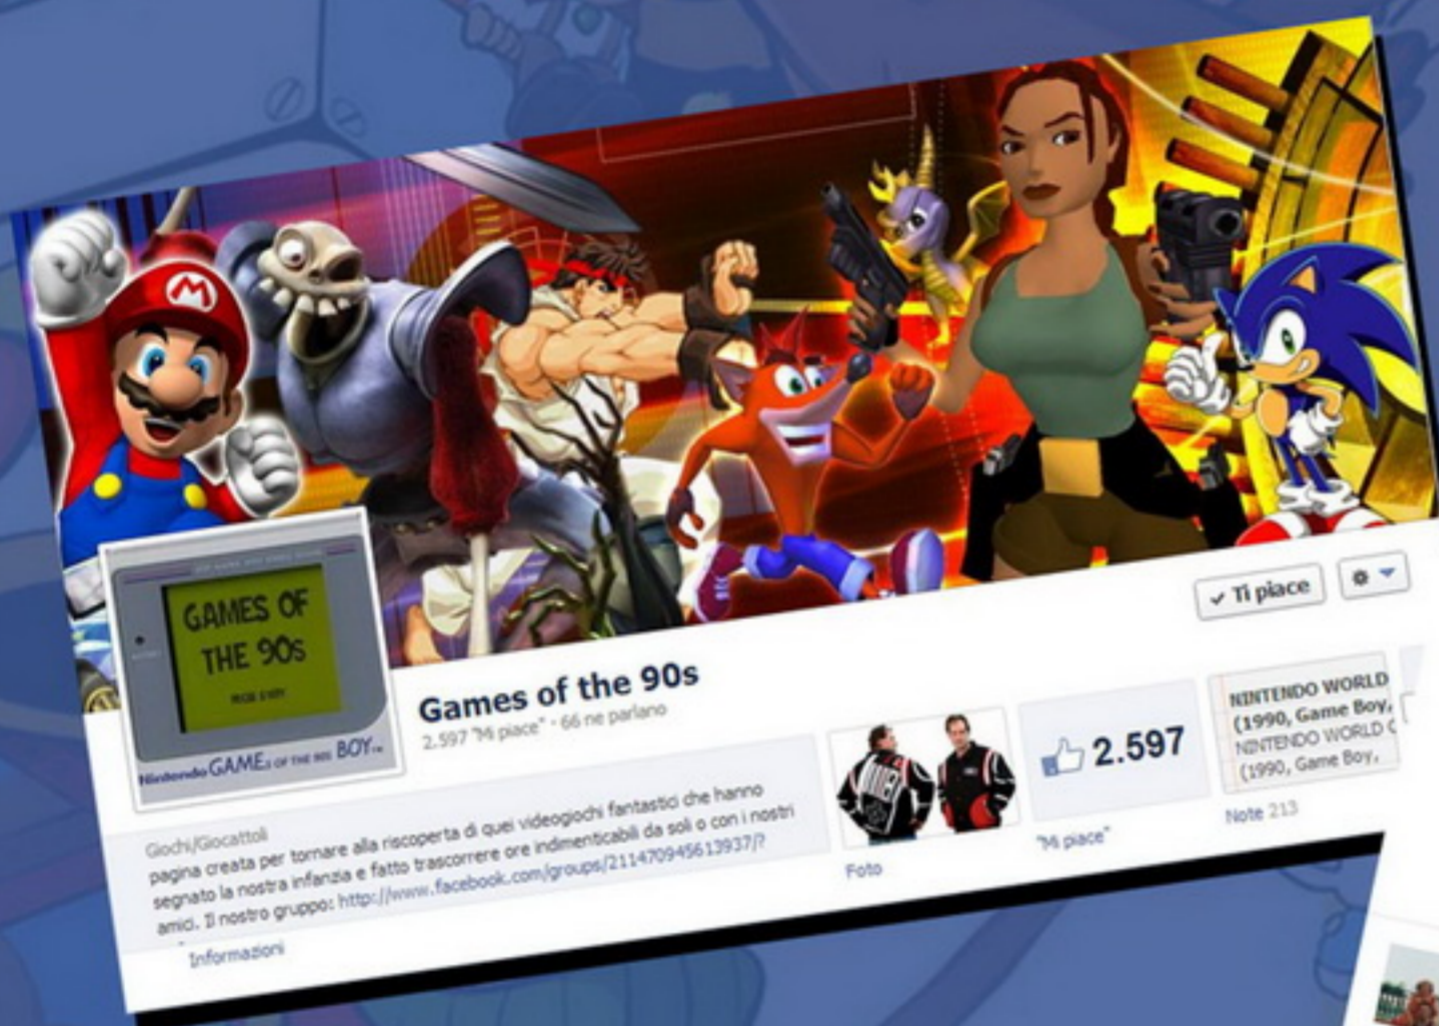 M
GAMES OF
THE 90s
Nintendo GAMEs OF THE 90s BOY TM
Games of the 90s
2.597 "Mi piace" · 66 ne parlano
Ti piace
Giochi/Giocattoli
pagina creata per tornare alla riscoperta di quei videogiochi fantastici che hanno
segnato la nostra infanzia e fatto trascorrere ore indimenticabili da soli o con i nostri
amici. Il nostro gruppo: http://www.facebook.com/groups/211470945613937/?
Informazioni
Foto
2.597
"Mi piace"
NINTENDO WORLD
(1990, Game Boy,
NINTENDO WORLD C
(1990, Game Boy,
Note 213